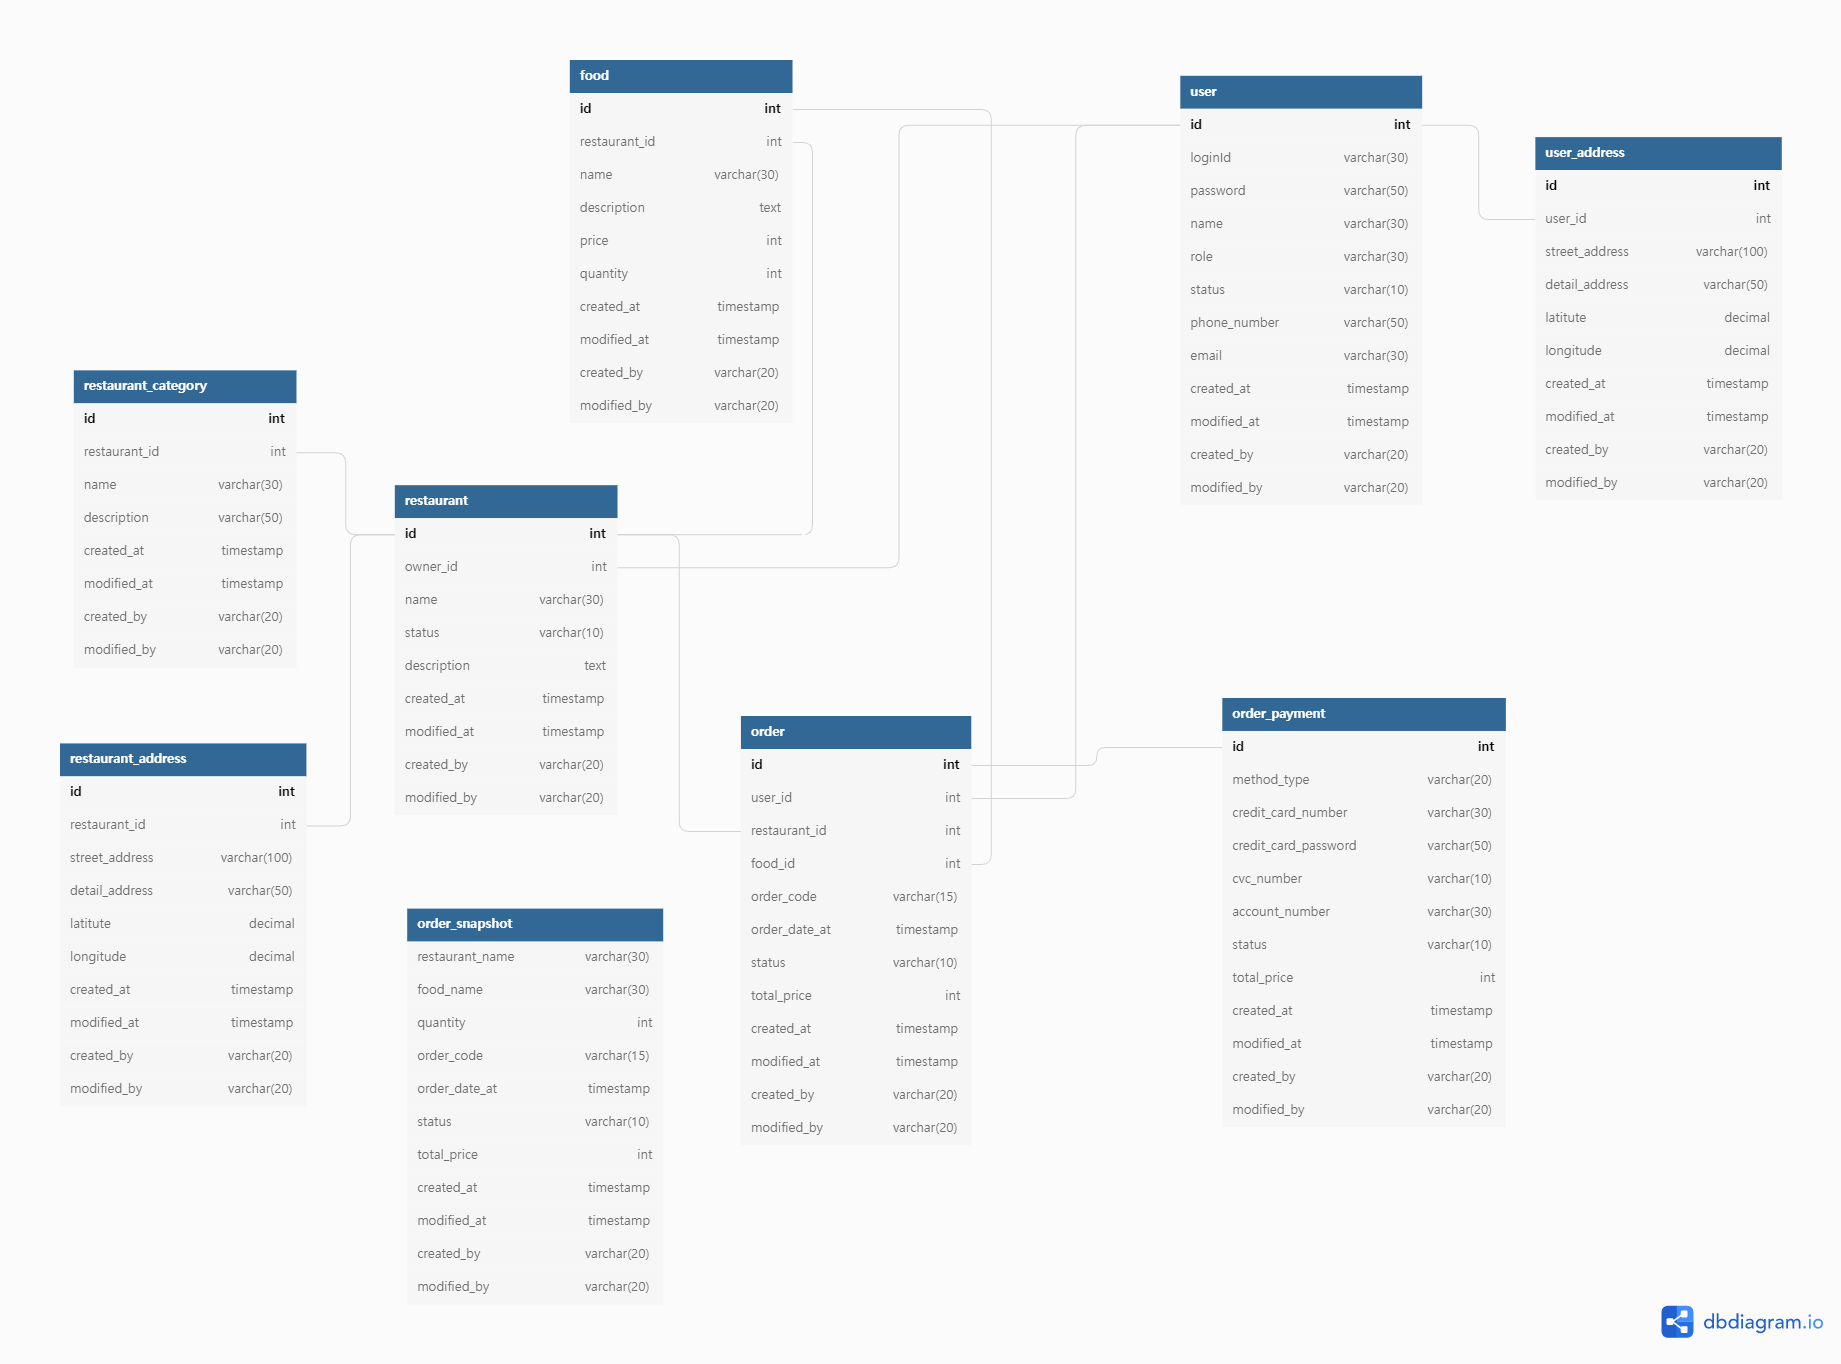 food
id int
restaurant_id int
name varchar(30)
description text
price int
quantity int
created_at timestamp
modified_at timestamp
created_by varchar(20)
modified_by varchar(20)
user
id int
loginId varchar(30)
password varchar(50)
name varchar(30)
role varchar(30)
status varchar(10)
phone_number varchar(50)
email varchar(30)
created_at timestamp
modified_at timestamp
created_by varchar(20)
modified_by varchar(20)
user_address
id int
user_id int
street_address varchar(100)
detail_address varchar(50)
latitute decimal
longitude decimal
created_at timestamp
modified_at timestamp
created_by varchar(20)
modified_by varchar(20)
restaurant_category
id int
restaurant_id int
name varchar(30)
description varchar(50)
created_at timestamp
modified_at timestamp
created_by varchar(20)
modified_by varchar(20)
restaurant
id int
owner_id int
name varchar(30)
status varchar(10)
description text
created_at timestamp
modified_at timestamp
created_by varchar(20)
modified_by varchar(20)
restaurant_address
id int
restaurant_id int
street_address varchar(100)
detail_address varchar(50)
latitute decimal
longitude decimal
created_at timestamp
modified_at timestamp
created_by varchar(20)
modified_by varchar(20)
order_snapshot
restaurant_name varchar(30)
food_name varchar(30)
quantity int
order_code varchar(15)
order_date_at timestamp
status varchar(10)
total_price int
created_at timestamp
modified_at timestamp
created_by varchar(20)
modified_by varchar(20)
order
id int
user_id int
restaurant_id int
food_id int
order_code varchar(15)
order_date_at timestamp
status varchar(10)
total_price int
created_at timestamp
modified_at timestamp
created_by varchar(20)
modified_by varchar(20)
order_payment
id int
method_type varchar(20)
credit_card_number varchar(30)
credit_card_password varchar(50)
cvc_number varchar(10)
account_number varchar(30)
status varchar(10)
total_price int
created_at timestamp
modified_at timestamp
created_by varchar(20)
modified_by varchar(20)
dbdiagram.io